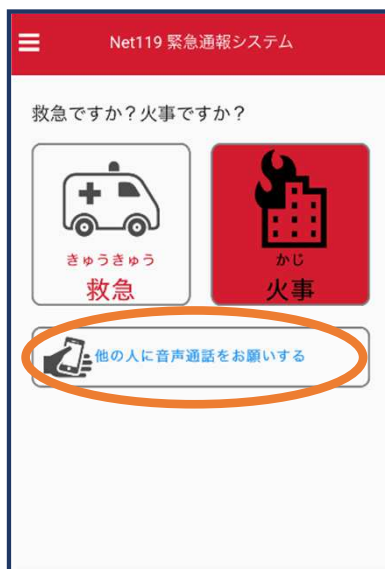 Net119 緊急通報システム
救急ですか？火事ですか？
きゅうきゅう
救急
かじ
火事
他の人に音声通話をお願いする